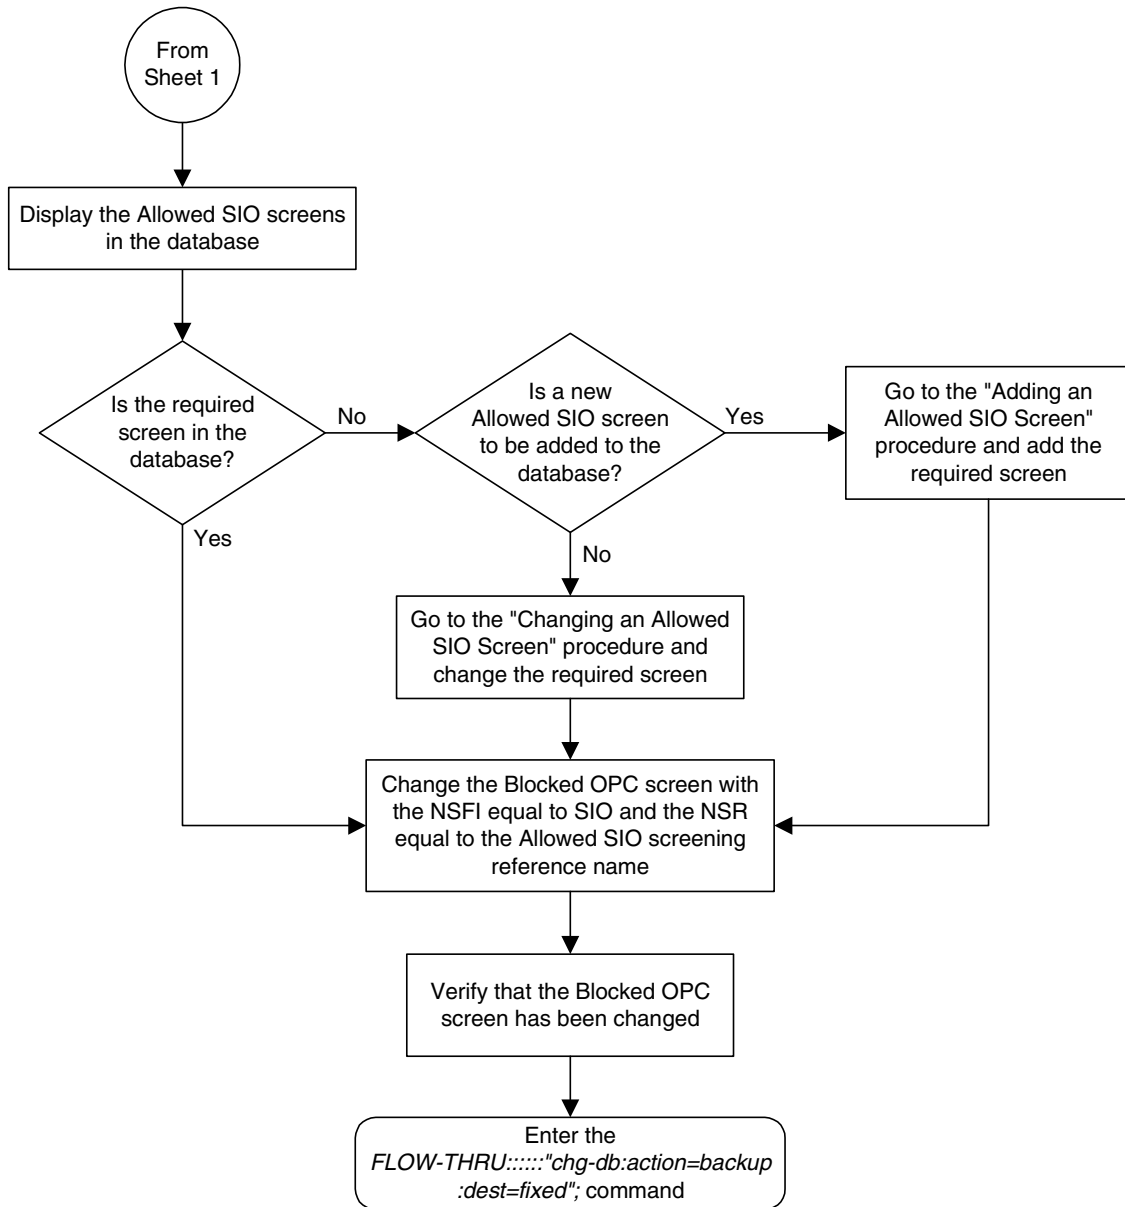 From
Sheet 1
Display the Allowed SIO screens
in the database
Is the required
screen in the
database?
No
Yes
Is a new
Allowed SIO screen
to be added to the
database?
Yes
No
Go to the "Adding an
Allowed SIO Screen"
procedure and add the
required screen
Go to the "Changing an Allowed
SIO Screen" procedure and
change the required screen
Change the Blocked OPC screen with
the NSFI equal to SIO and the NSR
equal to the Allowed SIO screening
reference name
Verify that the Blocked OPC
screen has been changed
Enter the
FLOW-THRU::::::"chg-db:action=backup
:dest=fixed"; command